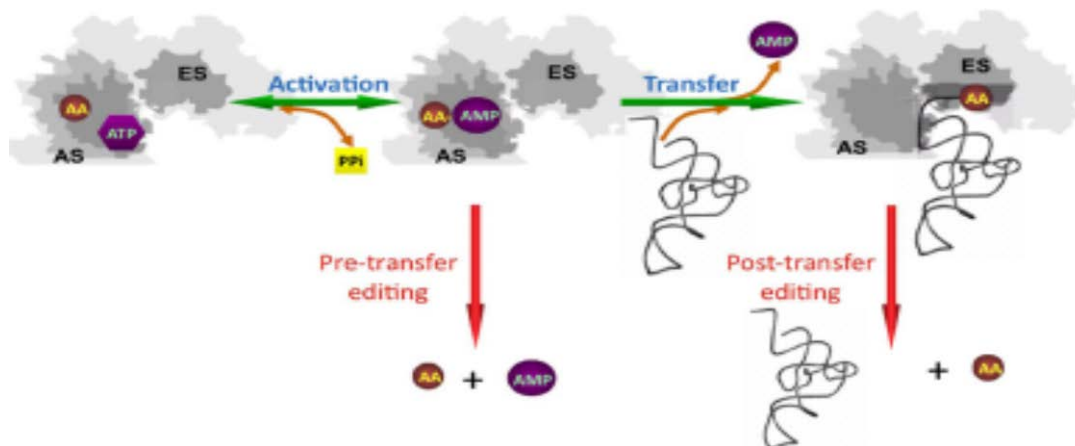 AMP
ES
ES
ES
Activation
Transfer
AA
AA
AMP
AA
ATP
AS
AS
AS
PPi
Pre-transfer
editing
Post-transfer
editing
AA + AMP
+ AA